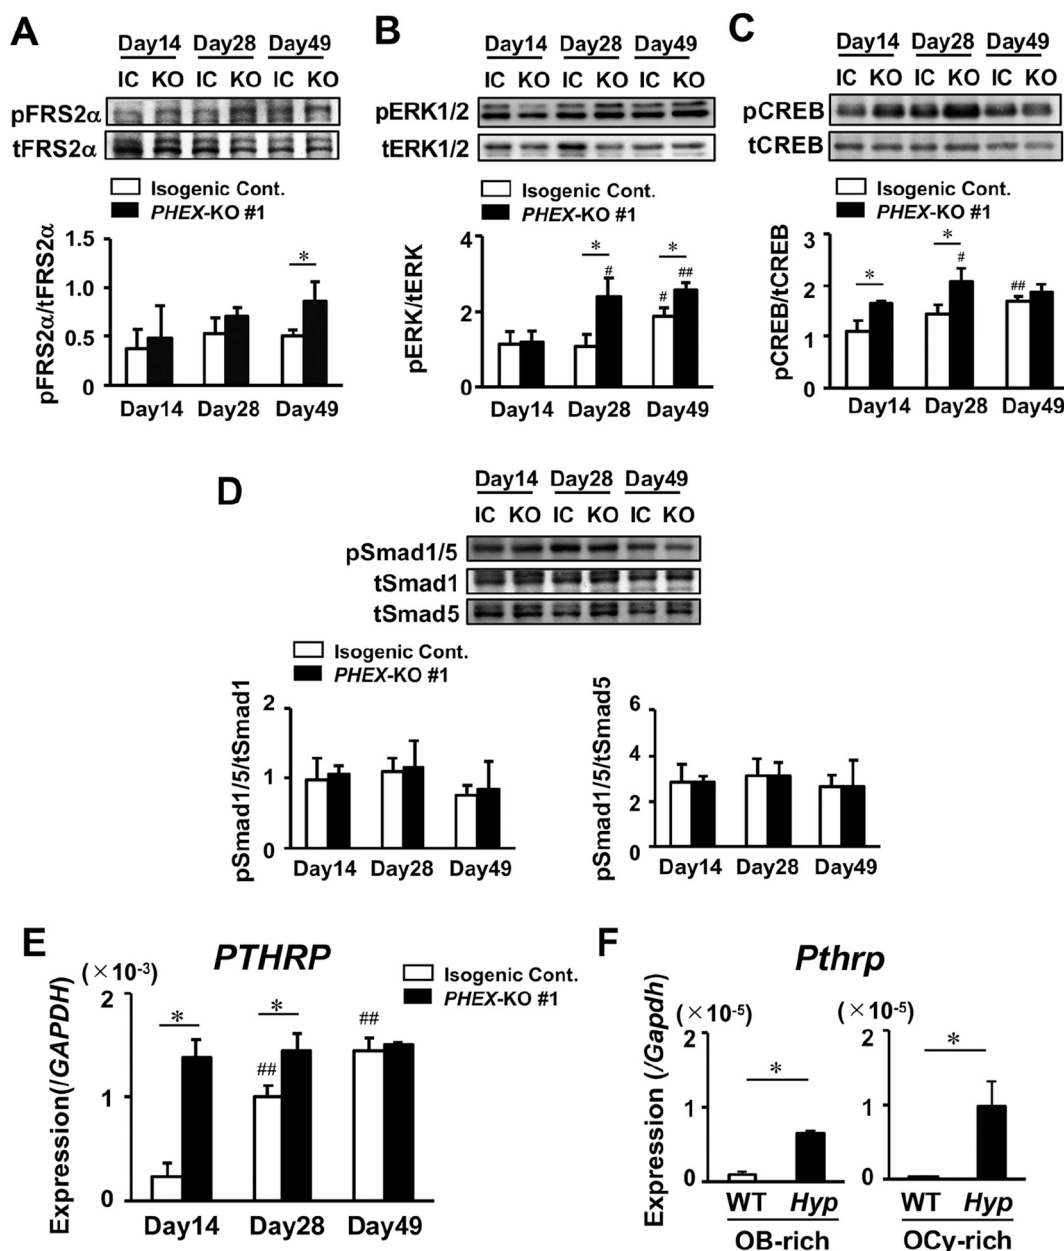 A
Day14 Day28 Day49
IC KO IC KO IC KO
pFRS2α
tFRS2α
Isogenic Cont.
PHEX-KO #1
pFRS2α/tFRS2α
1.5
1.0
0.5
0
*
Day14 Day28 Day49
B
Day14 Day28 Day49
IC KO IC KO IC KO
pERK1/2
tERK1/2
Isogenic Cont.
PHEX-KO #1
pERK/tERK
4
2
0
* *
# # ##
Day14 Day28 Day49
C
Day14 Day28 Day49
IC KO IC KO IC KO
pCREB
tCREB
Isogenic Cont.
PHEX-KO #1
pCREB/tCREB
3
2
1
0
* *
# ##
Day14 Day28 Day49
D
Day14 Day28 Day49
IC KO IC KO IC KO
pSmad1/5
tSmad1
tSmad5
Isogenic Cont.
PHEX-KO #1
pSmad1/5/tSmad1
2
1
0
Day14 Day28 Day49
pSmad1/5/tSmad5
6
4
2
0
Day14 Day28 Day49
E
PTHRP
(×10⁻³)
Isogenic Cont.
PHEX-KO #1
Expression(/GAPDH)
2
1
0
* *
## ##
Day14 Day28 Day49
F
Pthrp
Expression (/Gapdh)
(×10⁻⁵)
2
1
0
*
WT Hyp
OB-rich
(×10⁻⁵)
2
1
0
*
WT Hyp
OCy-rich